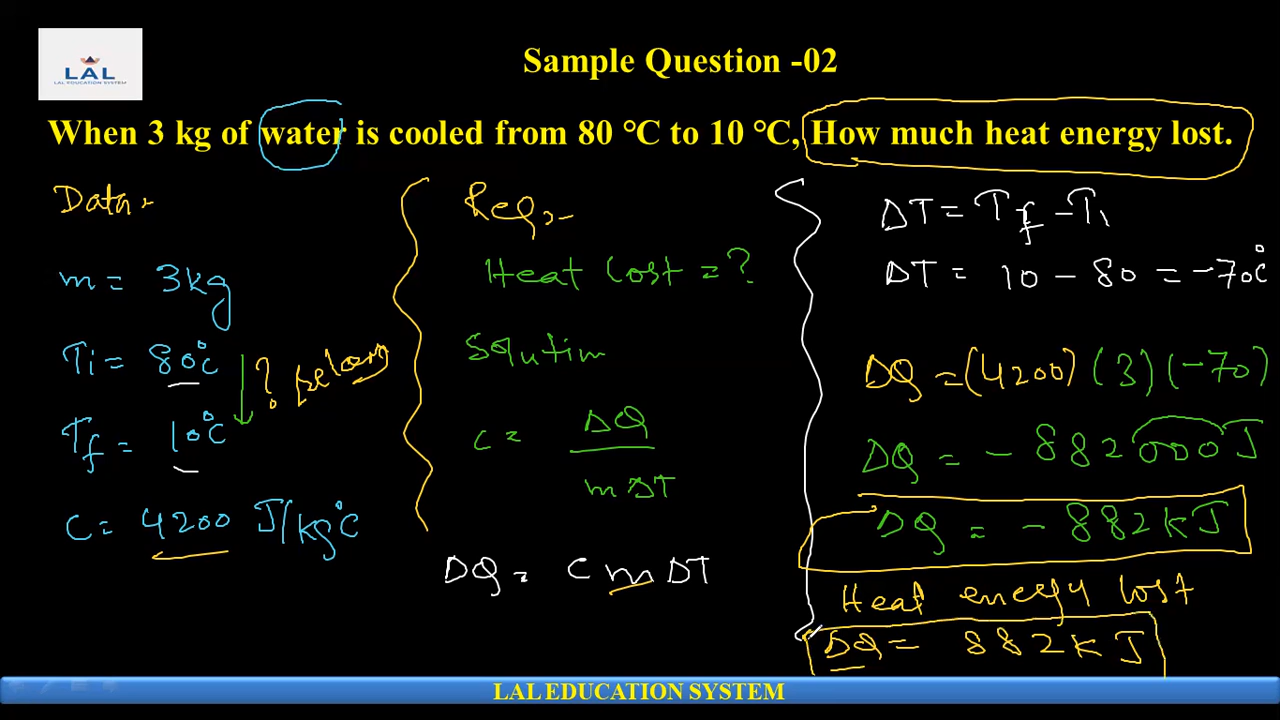 LAL
LAL EDUCATION SYSTEM
Sample Question -02
When 3 kg of water is cooled from 80 °C to 10 °C, How much heat energy lost.
Data:-
m = 3kg
Ti = 80°C
?
Tf = 10°C
C = 4200 J/kg°C
Req:-
Heat Lost = ?
Solution
c = ΔQ / mΔT
ΔQ = C m ΔT
ΔT = Tf - Ti
ΔT = 10 - 80 = -70°C
ΔQ = (4200) (3) (-70)
ΔQ = - 882000 J
ΔQ = - 882 kJ
Heat energy lost
ΔQ = 882 kJ
LAL EDUCATION SYSTEM